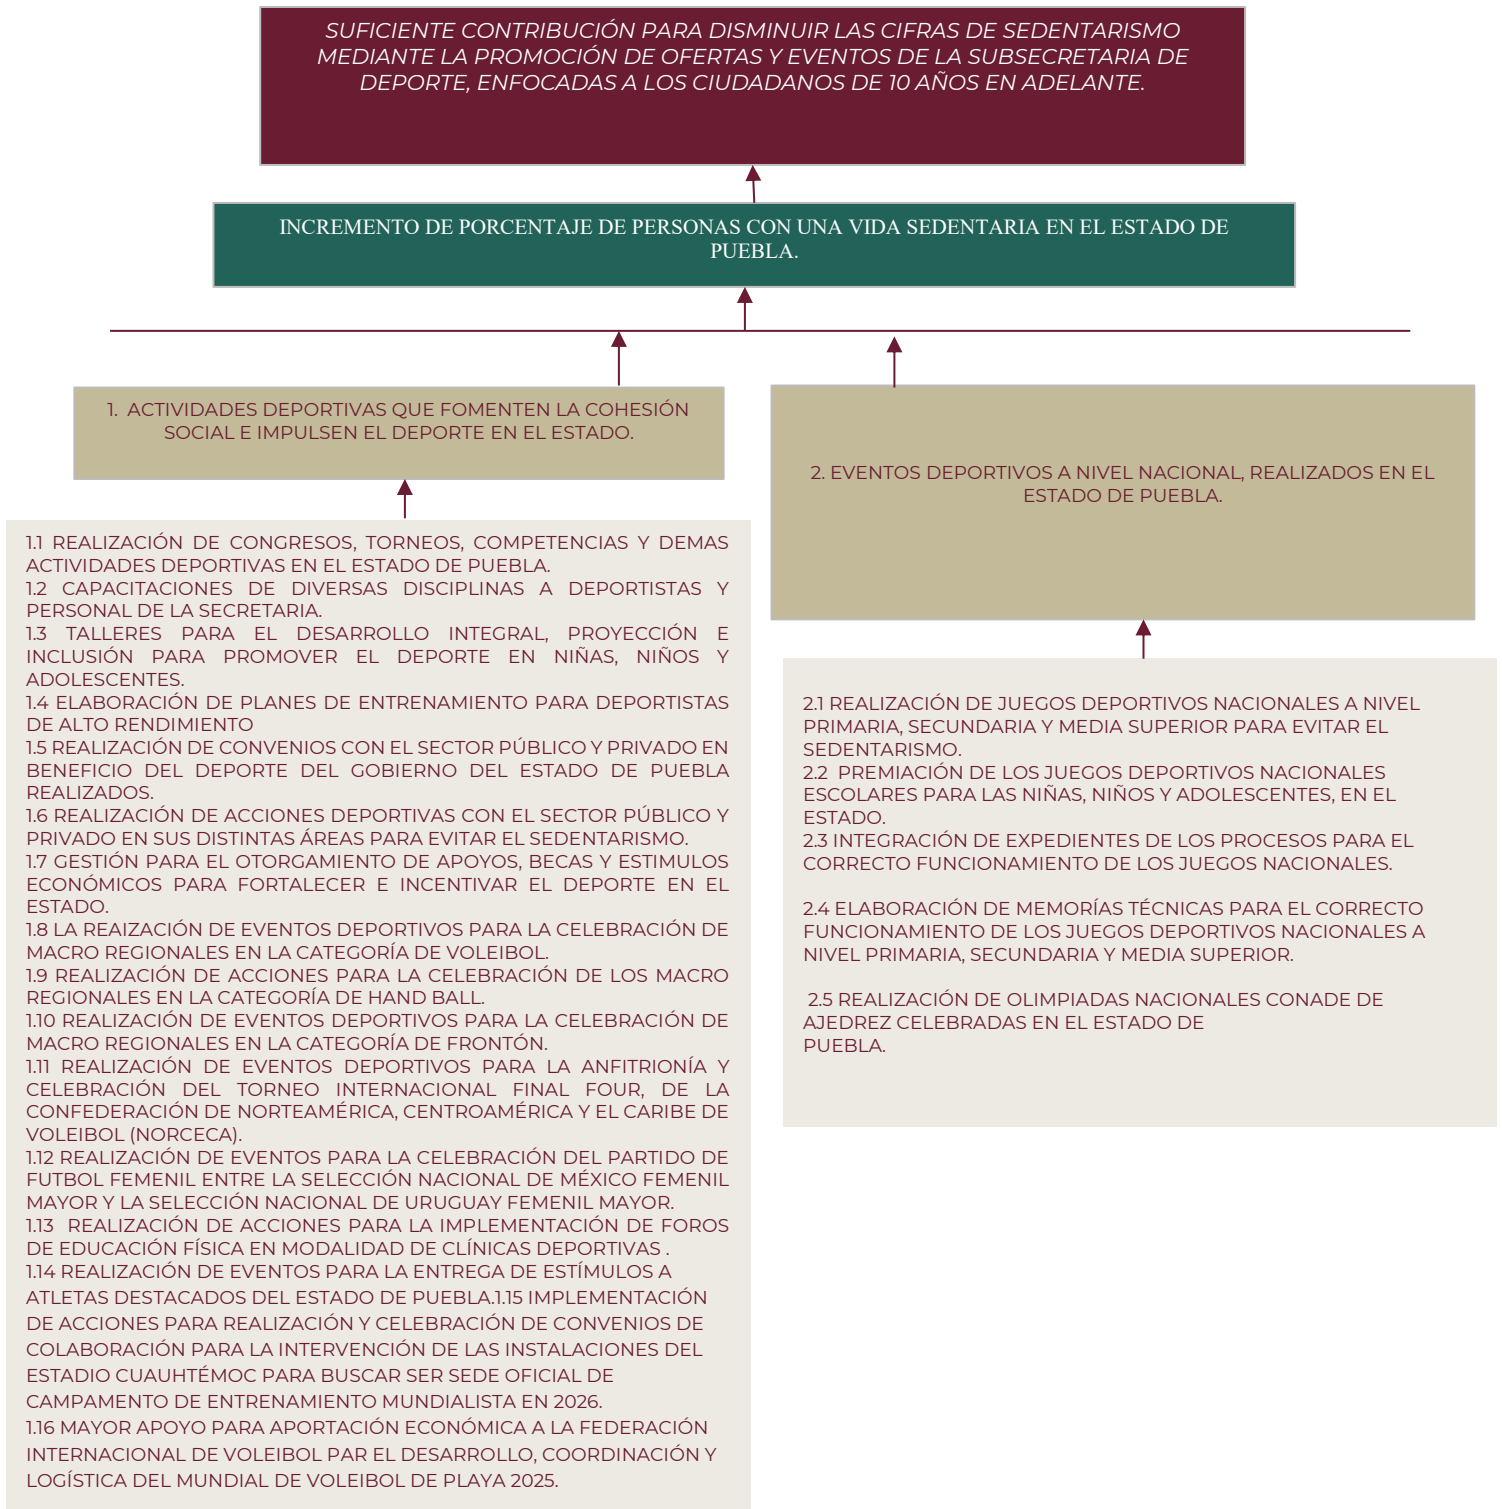 SUFICIENTE CONTRIBUCIÓN PARA DISMINUIR LAS CIFRAS DE SEDENTARISMO
MEDIANTE LA PROMOCIÓN DE OFERTAS Y EVENTOS DE LA SUBSECRETARIA DE
DEPORTE, ENFOCADAS A LOS CIUDADANOS DE 10 AÑOS EN ADELANTE.
INCREMENTO DE PORCENTAJE DE PERSONAS CON UNA VIDA SEDENTARIA EN EL ESTADO DE
PUEBLA.
1. ACTIVIDADES DEPORTIVAS QUE FOMENTEN LA COHESIÓN
SOCIAL E IMPULSEN EL DEPORTE EN EL ESTADO.
1.1 REALIZACIÓN DE CONGRESOS, TORNEOS, COMPETENCIAS Y DEMAS
ACTIVIDADES DEPORTIVAS EN EL ESTADO DE PUEBLA.
1.2 CAPACITACIONES DE DIVERSAS DISCIPLINAS A DEPORTISTAS Y
PERSONAL DE LA SECRETARIA.
1.3 TALLERES PARA EL DESARROLLO INTEGRAL, PROYECCIÓN E
INCLUSIÓN PARA PROMOVER EL DEPORTE EN NIÑAS, NIÑOS Y
ADOLESCENTES.
1.4 ELABORACIÓN DE PLANES DE ENTRENAMIENTO PARA DEPORTISTAS
DE ALTO RENDIMIENTO
1.5 REALIZACIÓN DE CONVENIOS CON EL SECTOR PÚBLICO Y PRIVADO EN
BENEFICIO DEL DEPORTE DEL GOBIERNO DEL ESTADO DE PUEBLA
REALIZADOS.
1.6 REALIZACIÓN DE ACCIONES DEPORTIVAS CON EL SECTOR PÚBLICO Y
PRIVADO EN SUS DISTINTAS ÁREAS PARA EVITAR EL SEDENTARISMO.
1.7 GESTIÓN PARA EL OTORGAMIENTO DE APOYOS, BECAS Y ESTIMULOS
ECONÓMICOS PARA FORTALECER E INCENTIVAR EL DEPORTE EN EL
ESTADO.
1.8 LA REAIZACIÓN DE EVENTOS DEPORTIVOS PARA LA CELEBRACIÓN DE
MACRO REGIONALES EN LA CATEGORÍA DE VOLEIBOL.
1.9 REALIZACIÓN DE ACCIONES PARA LA CELEBRACIÓN DE LOS MACRO
REGIONALES EN LA CATEGORÍA DE HAND BALL.
1.10 REALIZACIÓN DE EVENTOS DEPORTIVOS PARA LA CELEBRACIÓN DE
MACRO REGIONALES EN LA CATEGORÍA DE FRONTÓN.
1.11 REALIZACIÓN DE EVENTOS DEPORTIVOS PARA LA ANFITRIONÍA Y
CELEBRACIÓN DEL TORNEO INTERNACIONAL FINAL FOUR, DE LA
CONFEDERACIÓN DE NORTEAMÉRICA, CENTROAMÉRICA Y EL CARIBE DE
VOLEIBOL (NORCECA).
1.12 REALIZACIÓN DE EVENTOS PARA LA CELEBRACIÓN DEL PARTIDO DE
FUTBOL FEMENIL ENTRE LA SELECCIÓN NACIONAL DE MÉXICO FEMENIL
MAYOR Y LA SELECCIÓN NACIONAL DE URUGUAY FEMENIL MAYOR.
1.13 REALIZACIÓN DE ACCIONES PARA LA IMPLEMENTACIÓN DE FOROS
DE EDUCACIÓN FÍSICA EN MODALIDAD DE CLÍNICAS DEPORTIVAS .
1.14 REALIZACIÓN DE EVENTOS PARA LA ENTREGA DE ESTÍMULOS A
ATLETAS DESTACADOS DEL ESTADO DE PUEBLA.1.15 IMPLEMENTACIÓN
DE ACCIONES PARA REALIZACIÓN Y CELEBRACIÓN DE CONVENIOS DE
COLABORACIÓN PARA LA INTERVENCIÓN DE LAS INSTALACIONES DEL
ESTADIO CUAUHTÉMOC PARA BUSCAR SER SEDE OFICIAL DE
CAMPAMENTO DE ENTRENAMIENTO MUNDIALISTA EN 2026.
1.16 MAYOR APOYO PARA APORTACIÓN ECONÓMICA A LA FEDERACIÓN
INTERNACIONAL DE VOLEIBOL PAR EL DESARROLLO, COORDINACIÓN Y
LOGÍSTICA DEL MUNDIAL DE VOLEIBOL DE PLAYA 2025.
2. EVENTOS DEPORTIVOS A NIVEL NACIONAL, REALIZADOS EN EL
ESTADO DE PUEBLA.
2.1 REALIZACIÓN DE JUEGOS DEPORTIVOS NACIONALES A NIVEL
PRIMARIA, SECUNDARIA Y MEDIA SUPERIOR PARA EVITAR EL
SEDENTARISMO.
2.2 PREMIACIÓN DE LOS JUEGOS DEPORTIVOS NACIONALES
ESCOLARES PARA LAS NIÑAS, NIÑOS Y ADOLESCENTES, EN EL
ESTADO.
2.3 INTEGRACIÓN DE EXPEDIENTES DE LOS PROCESOS PARA EL
CORRECTO FUNCIONAMIENTO DE LOS JUEGOS NACIONALES.
2.4 ELABORACIÓN DE MEMORÍAS TÉCNICAS PARA EL CORRECTO
FUNCIONAMIENTO DE LOS JUEGOS DEPORTIVOS NACIONALES A
NIVEL PRIMARIA, SECUNDARIA Y MEDIA SUPERIOR.
2.5 REALIZACIÓN DE OLIMPIADAS NACIONALES CONADE DE
AJEDREZ CELEBRADAS EN EL ESTADO DE
PUEBLA.